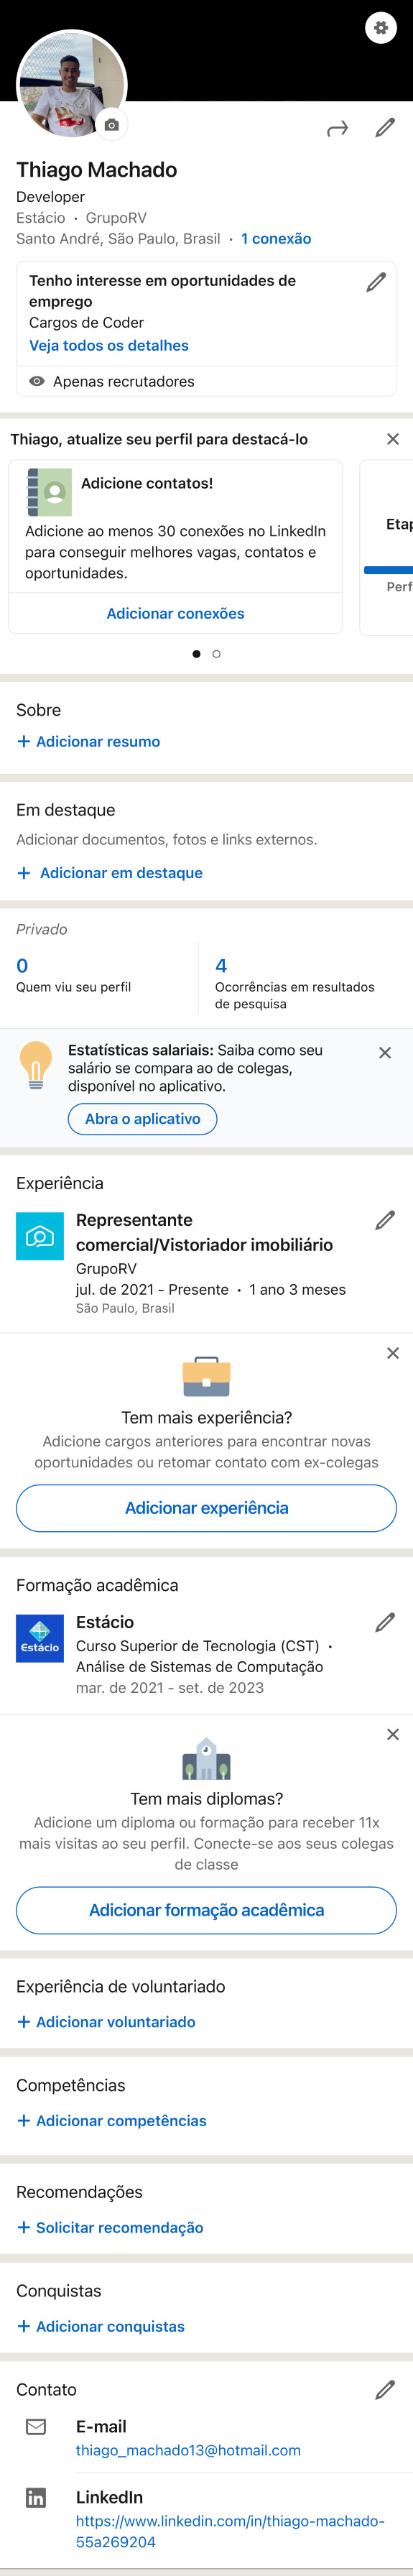 Thiago Machado
Developer
Estácio · GrupoRV
Santo André, São Paulo, Brasil · 1 conexão
Tenho interesse em oportunidades de
emprego
Cargos de Coder
Veja todos os detalhes
Apenas recrutadores
Thiago, atualize seu perfil para destacá-lo
Adicione contatos!
Adicione ao menos 30 conexões no LinkedIn
para conseguir melhores vagas, contatos e
oportunidades.
Adicionar conexões
Etap
Perf
Sobre
+ Adicionar resumo
Em destaque
Adicionar documentos, fotos e links externos.
+ Adicionar em destaque
Privado
0
Quem viu seu perfil
4
Ocorrências em resultados
de pesquisa
Estatísticas salariais: Saiba como seu
salário se compara ao de colegas,
disponível no aplicativo.
Abra o aplicativo
Experiência
Representante
comercial/Vistoriador imobiliário
GrupoRV
jul. de 2021 - Presente · 1 ano 3 meses
São Paulo, Brasil
Tem mais experiência?
Adicione cargos anteriores para encontrar novas
oportunidades ou retomar contato com ex-colegas
Adicionar experiência
Formação acadêmica
Estácio
Estácio
Curso Superior de Tecnologia (CST) ·
Análise de Sistemas de Computação
mar. de 2021 - set. de 2023
Tem mais diplomas?
Adicione um diploma ou formação para receber 11x
mais visitas ao seu perfil. Conecte-se aos seus colegas
de classe
Adicionar formação acadêmica
Experiência de voluntariado
+ Adicionar voluntariado
Competências
+ Adicionar competências
Recomendações
+ Solicitar recomendação
Conquistas
+ Adicionar conquistas
Contato
E-mail
thiago_machado13@hotmail.com
in
LinkedIn
https://www.linkedin.com/in/thiago-machado-
55a269204